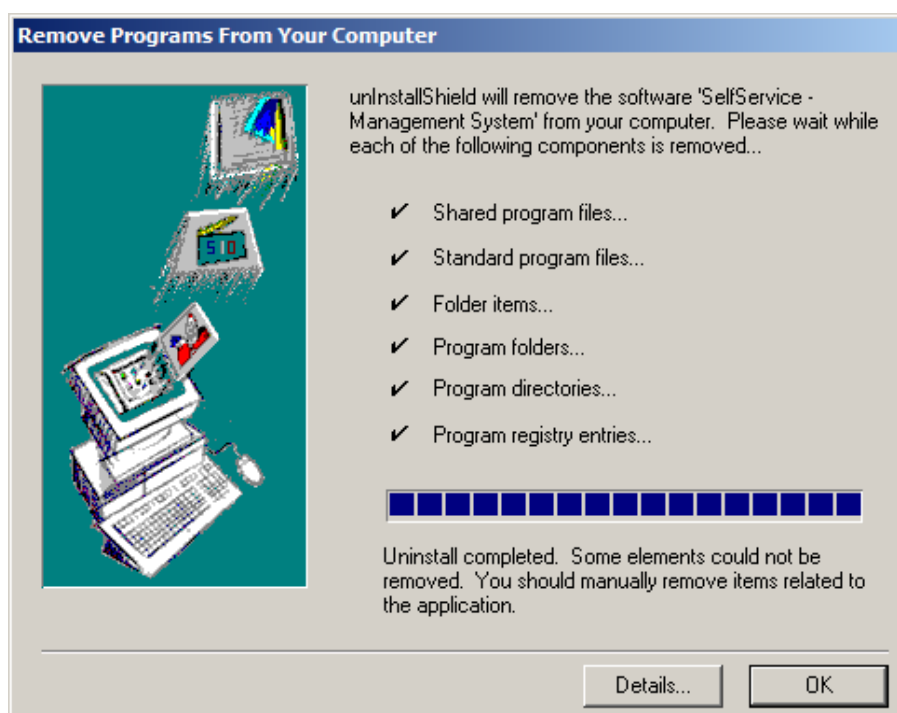 Remove Programs From Your Computer
unInstallShield will remove the software 'SelfService -
Management System' from your computer.  Please wait while
each of the following components is removed...
✔ Shared program files...
✔ Standard program files...
✔ Folder items...
✔ Program folders...
✔ Program directories...
✔ Program registry entries...
Uninstall completed.  Some elements could not be
removed.  You should manually remove items related to
the application.
Details... OK